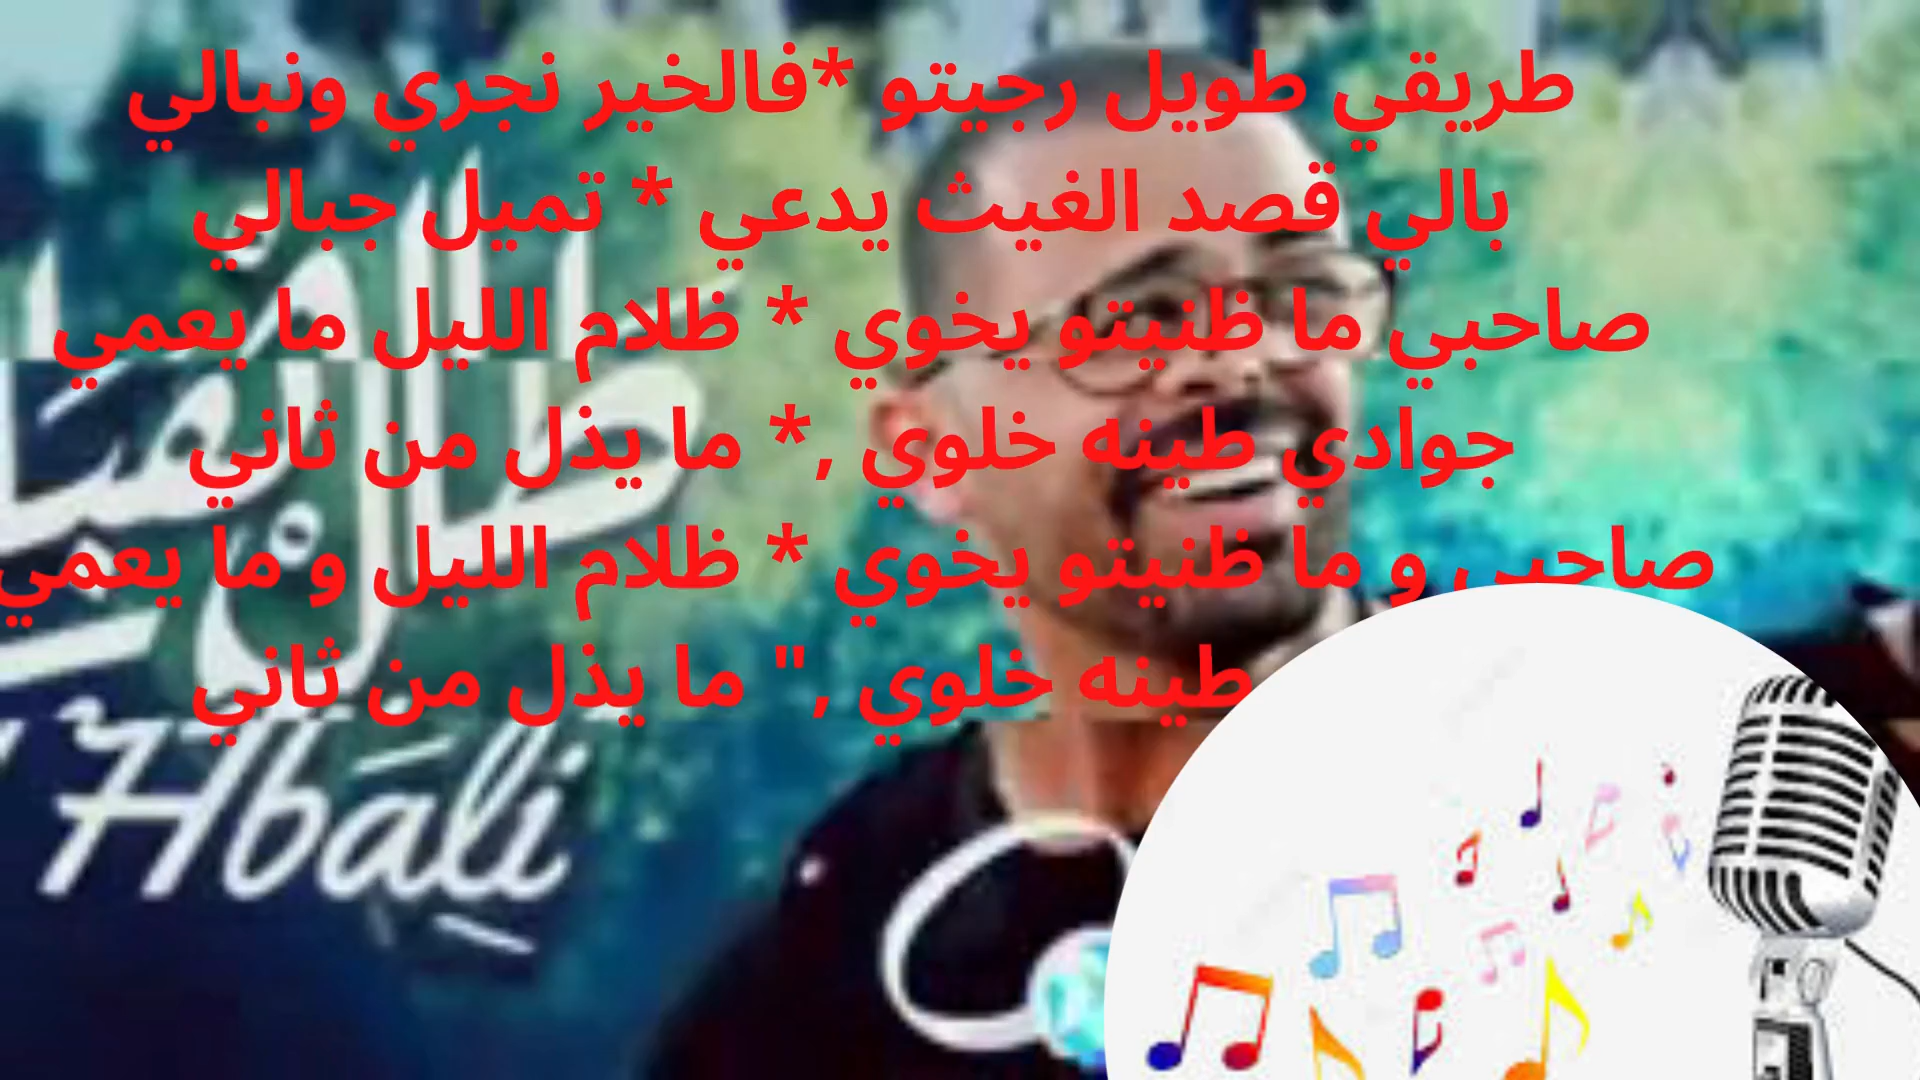 طريقي طويل رجيتو *فالخير نجري ونبالي
بالي قصد الغيث يدعي * تميل جبالي
صاحبي ما ظنيتو يخوي * ظلام الليل ما يعمي
جوادي طينه خلوي ,* ما يذل من ثاني
صاحبي و ما ظنيتو يخوي * ظلام الليل و ما يعمي
طينه خلوي ," ما يذل من ثاني
Hbali